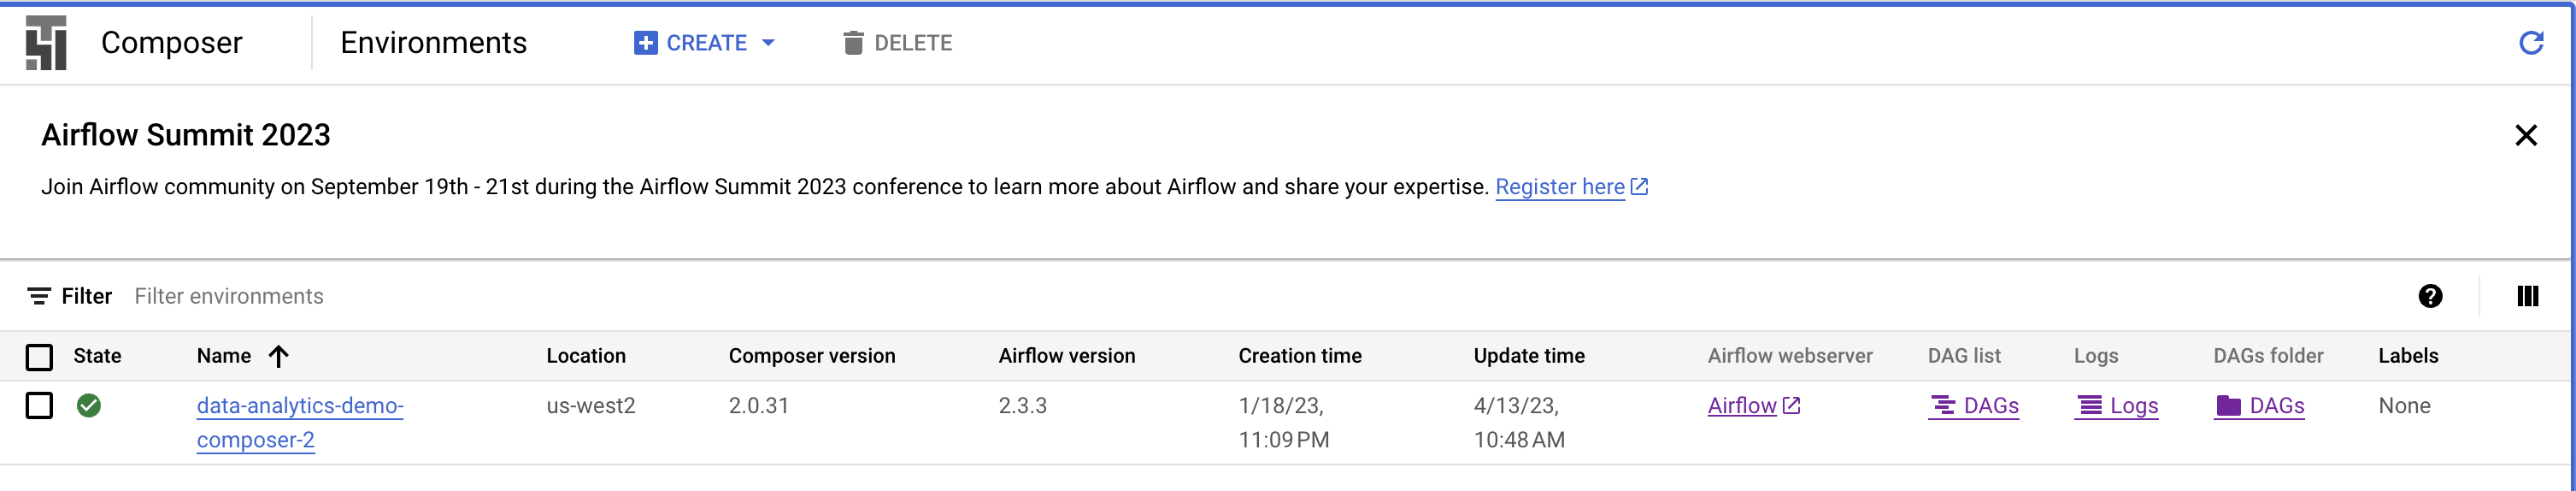 Composer Environments CREATE DELETE
Airflow Summit 2023
Join Airflow community on September 19th - 21st during the Airflow Summit 2023 conference to learn more about Airflow and share your expertise. Register here
Filter Filter environments
State Name Location Composer version Airflow version Creation time Update time Airflow webserver DAG list Logs DAGs folder Labels
data-analytics-demo- us-west2 2.0.31 2.3.3 1/18/23, 4/13/23, Airflow DAGs Logs DAGs None
composer-2 11:09 PM 10:48 AM